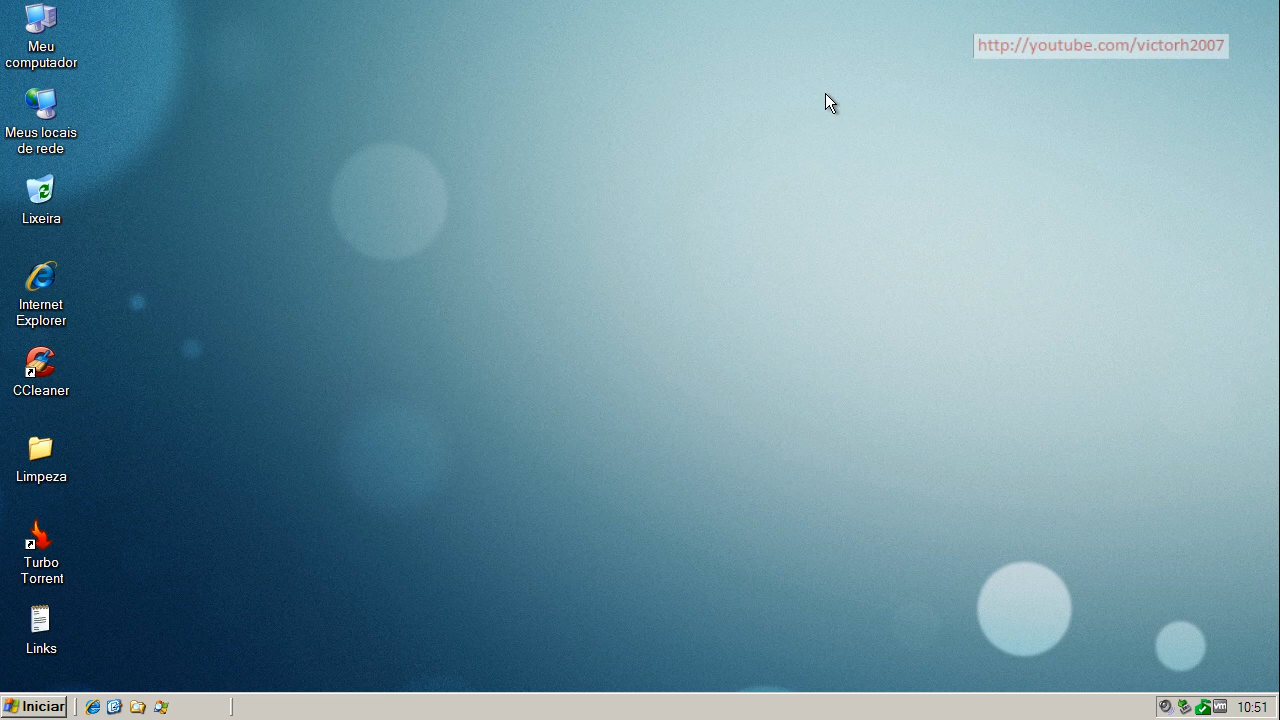 Meu
computador
http://youtube.com/victorh2007
Meus locais
de rede
Lixeira
Internet
Explorer
CCleaner
Limpeza
Turbo
Torrent
Links
Iniciar
vm
10:51